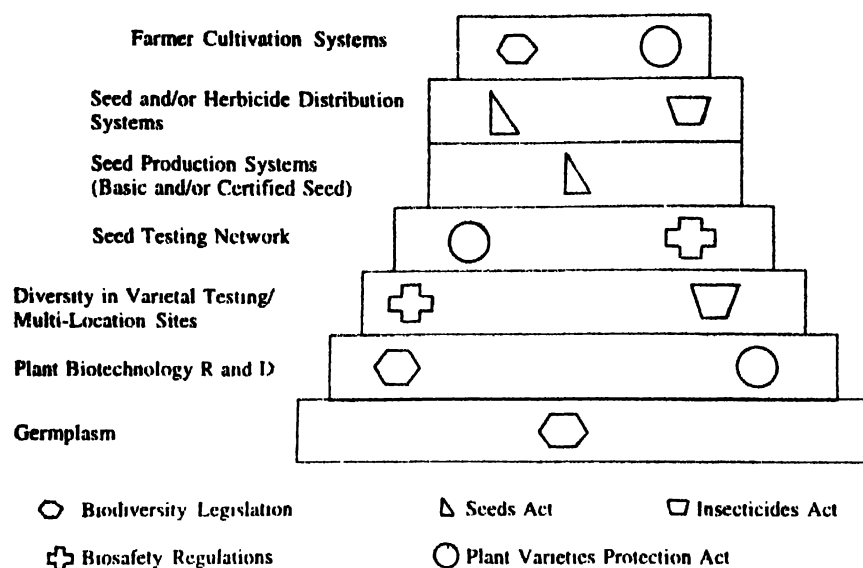 Farmer Cultivation Systems
Seed and/or Herbicide Distribution
Systems
Seed Production Systems
(Basic and/or Certified Seed)
Seed Testing Network
Diversity in Varietal Testing/
Multi-Location Sites
Plant Biotechnology R and D
Germplasm
Biodiversity Legislation
Seeds Act
Insecticides Act
Biosafety Regulations
Plant Varieties Protection Act